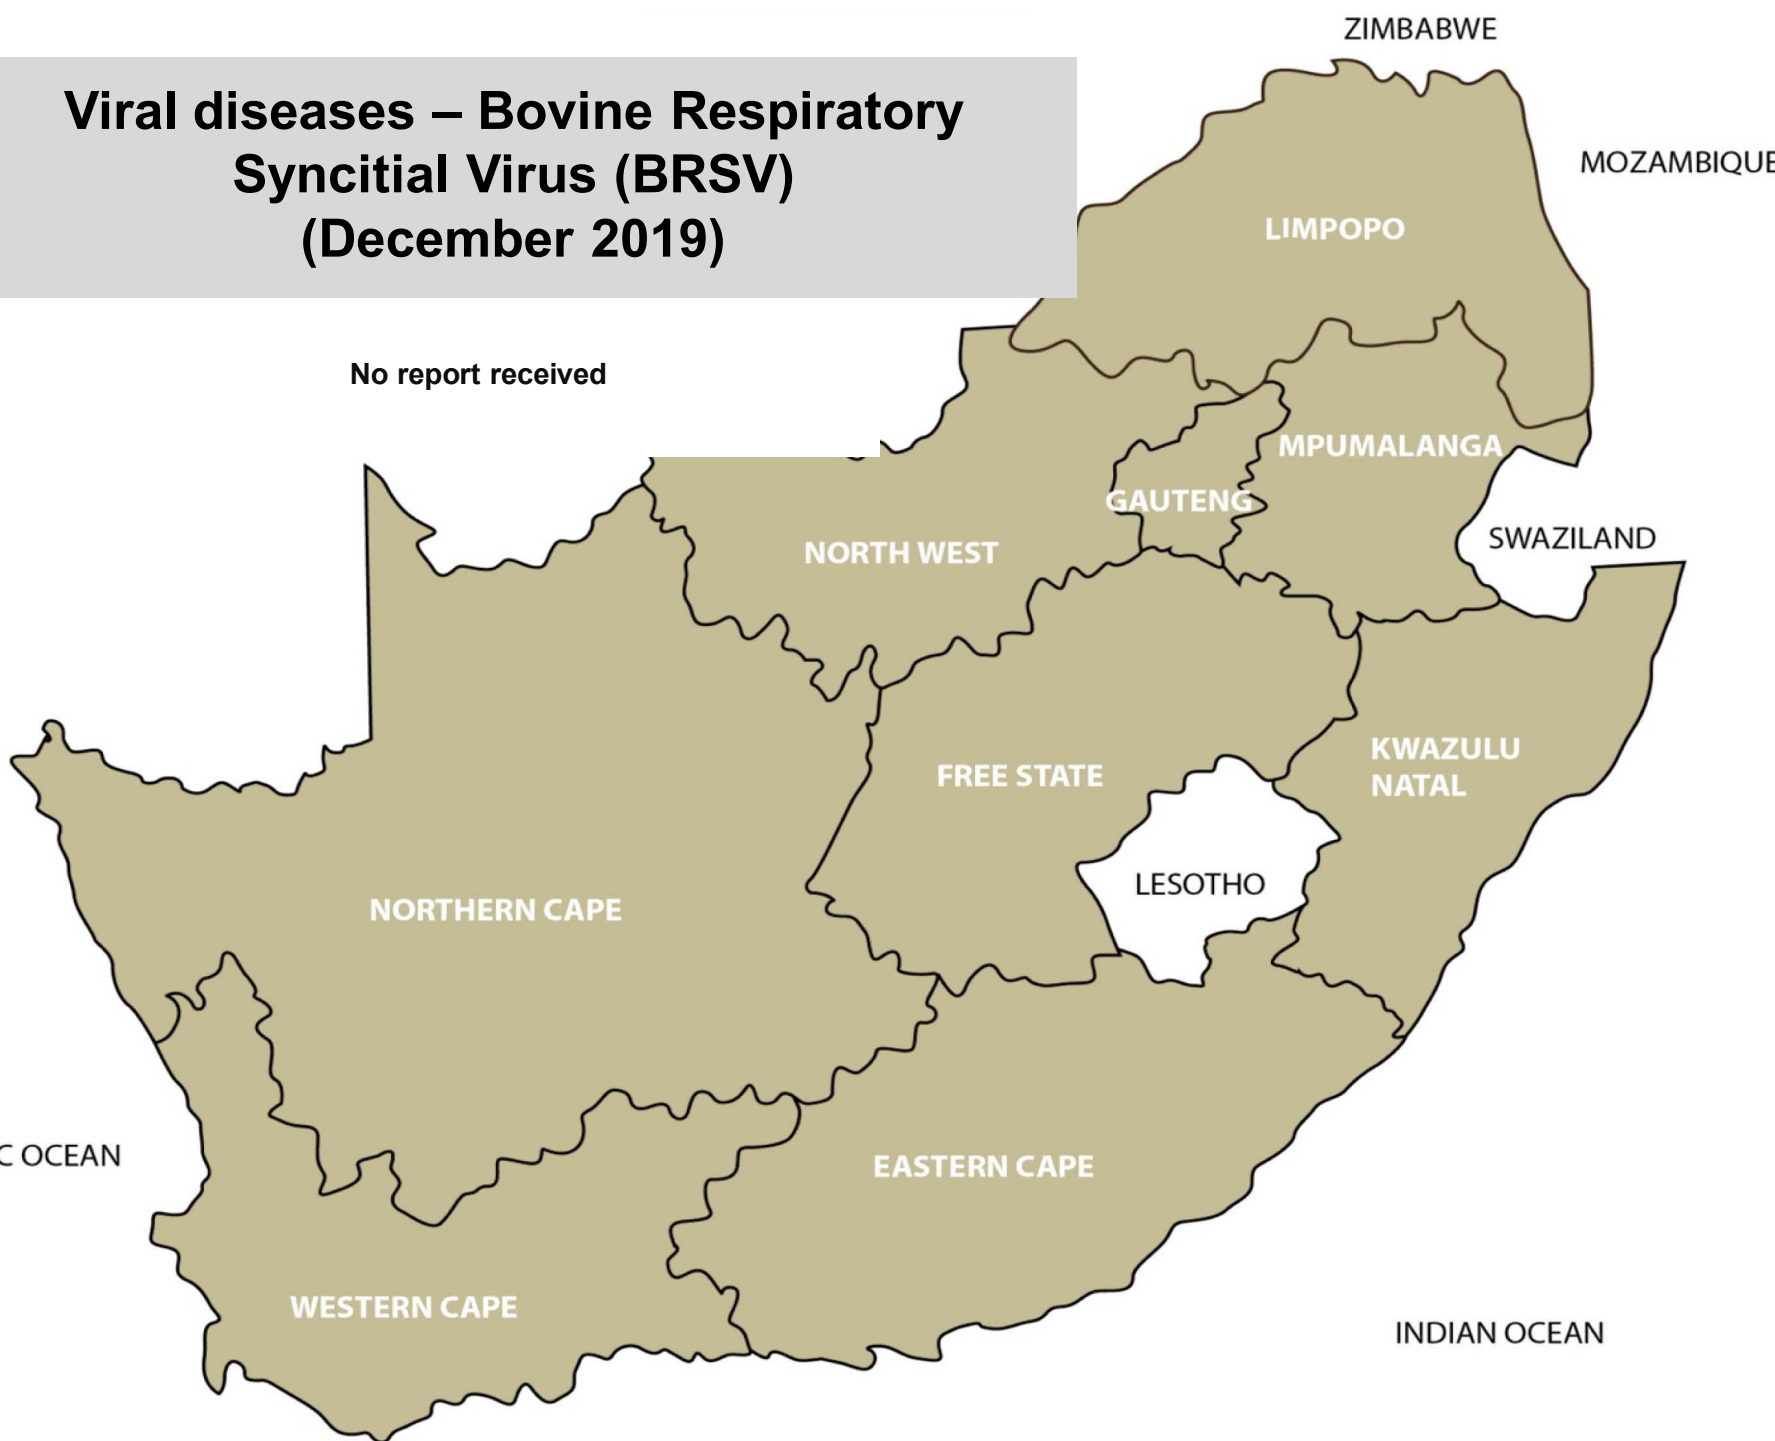 ZIMBABWE
Viral diseases – Bovine Respiratory
Syncitial Virus (BRSV)
(December 2019)
MOZAMBIQUE
LIMPOPO
No report received
MPUMALANGA
GAUTENG
SWAZILAND
NORTH WEST
KWAZULU
NATAL
FREE STATE
LESOTHO
NORTHERN CAPE
C OCEAN
EASTERN CAPE
WESTERN CAPE
INDIAN OCEAN